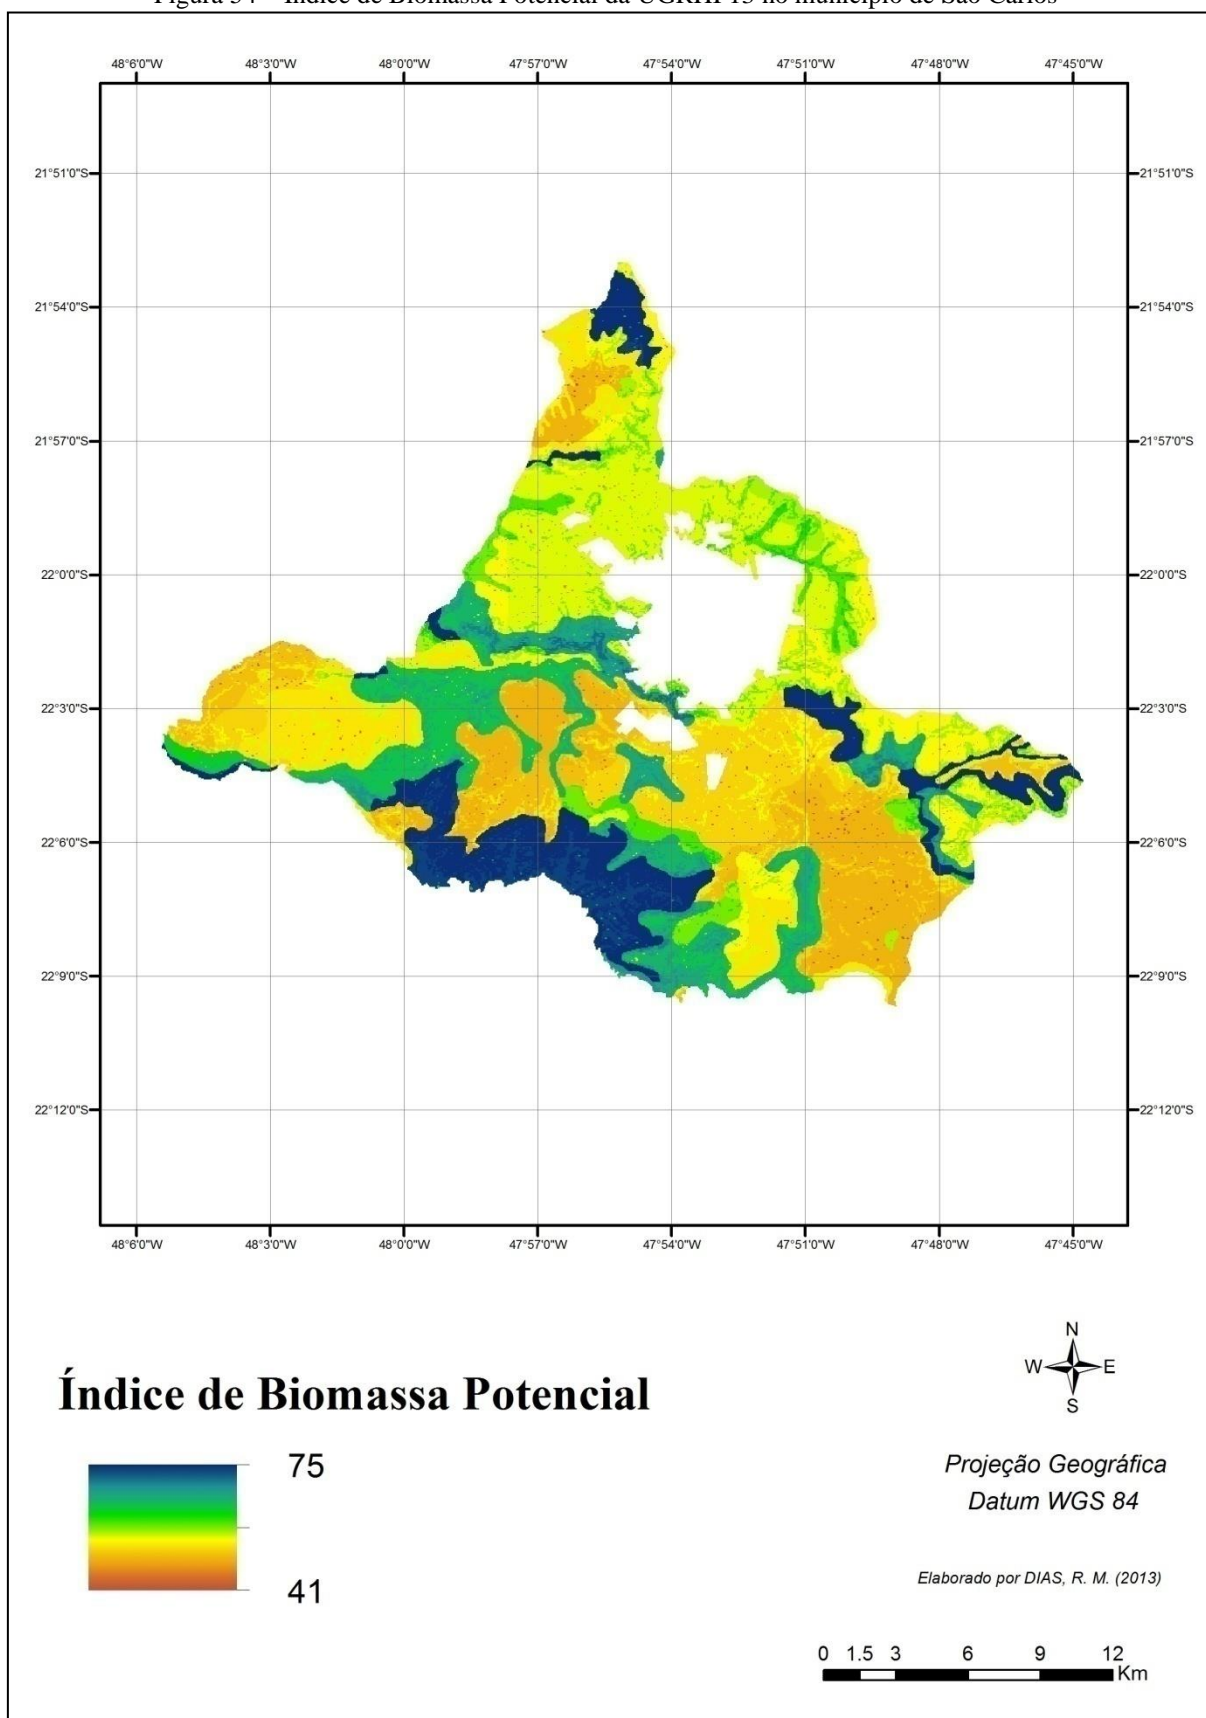 Figura 34 – Índice de Biomassa Potencial da UGRHI 13 no município de São Carlos
48°6'0"W 48°3'0"W 48°0'0"W 47°57'0"W 47°54'0"W 47°51'0"W 47°48'0"W 47°45'0"W
21°51'0"S 21°51'0"S
21°54'0"S 21°54'0"S
21°57'0"S 21°57'0"S
22°0'0"S 22°0'0"S
22°3'0"S 22°3'0"S
22°6'0"S 22°6'0"S
22°9'0"S 22°9'0"S
22°12'0"S 22°12'0"S
48°6'0"W 48°3'0"W 48°0'0"W 47°57'0"W 47°54'0"W 47°51'0"W 47°48'0"W 47°45'0"W
N
W E
S
Índice de Biomassa Potencial
75
41
Projeção Geográfica
Datum WGS 84
Elaborado por DIAS, R. M. (2013)
0 1.5 3 6 9 12
Km